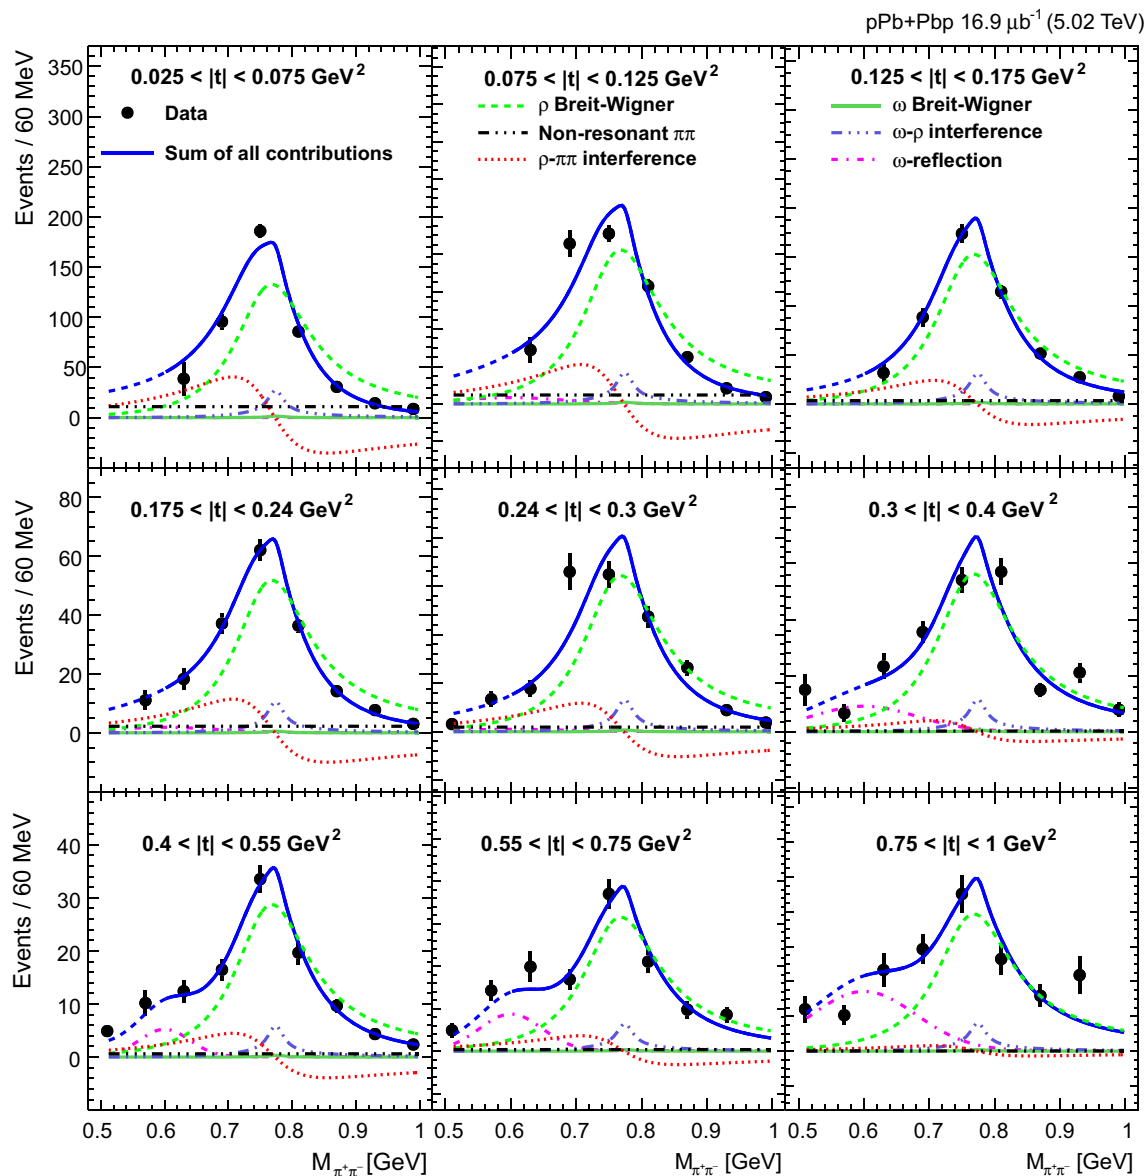 pPb+Pbp 16.9 μb⁻¹ (5.02 TeV)
0.025 < |t| < 0.075 GeV²
Data
Sum of all contributions
0.075 < |t| < 0.125 GeV²
ρ Breit-Wigner
Non-resonant ππ
ρ-ππ interference
0.125 < |t| < 0.175 GeV²
ω Breit-Wigner
ω-ρ interference
ω-reflection
Events / 60 MeV
350
300
250
200
150
100
50
0
0.175 < |t| < 0.24 GeV²
0.24 < |t| < 0.3 GeV²
0.3 < |t| < 0.4 GeV²
Events / 60 MeV
80
60
40
20
0
0.4 < |t| < 0.55 GeV²
0.55 < |t| < 0.75 GeV²
0.75 < |t| < 1 GeV²
Events / 60 MeV
40
30
20
10
0
0.5 0.6 0.7 0.8 0.9 1
0.5 0.6 0.7 0.8 0.9 1
0.5 0.6 0.7 0.8 0.9 1
M π⁺π⁻ [GeV]
M π⁺π⁻ [GeV]
M π⁺π⁻ [GeV]